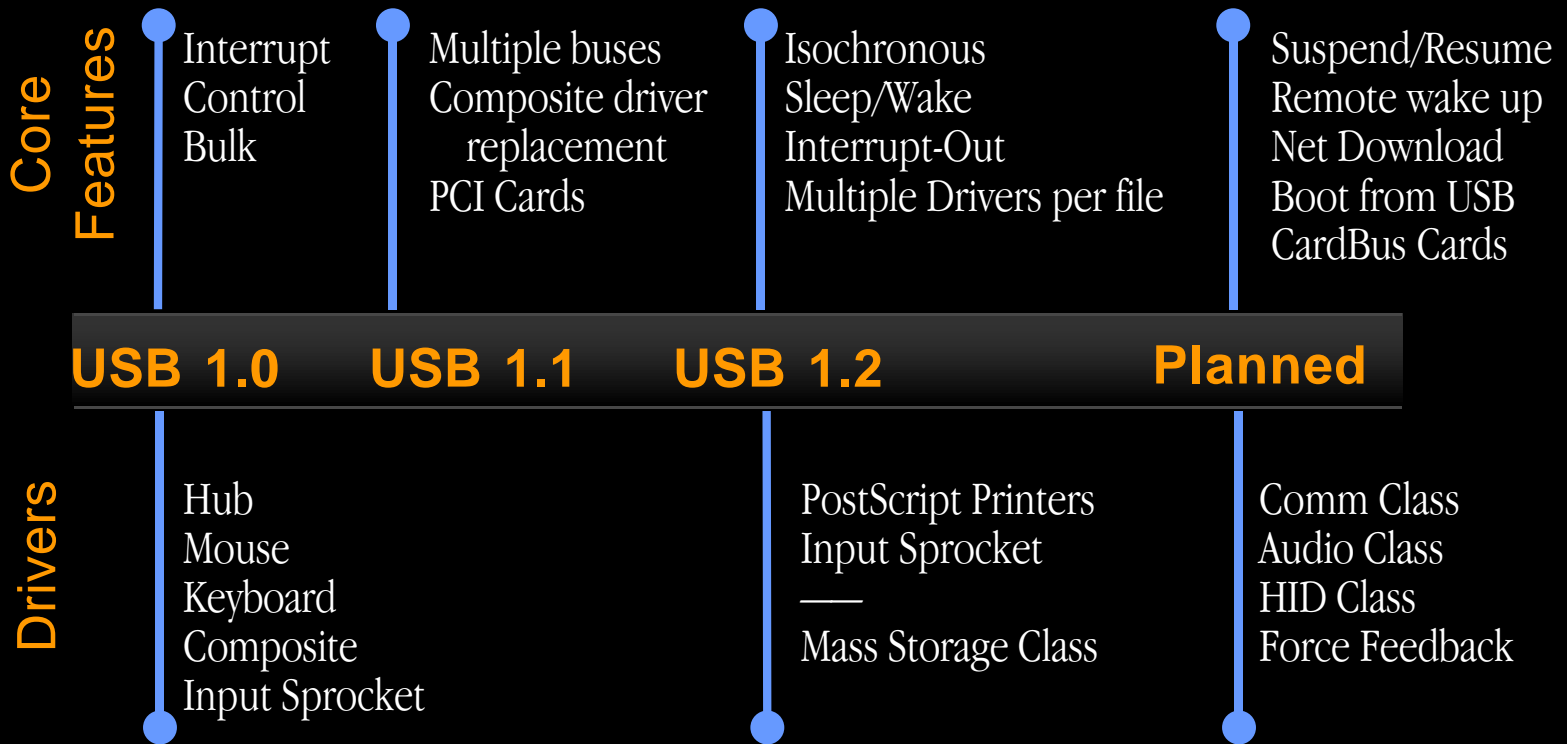 Core
Features
Interrupt
Control
Bulk
Multiple buses
Composite driver
replacement
PCI Cards
Isochronous
Sleep/Wake
Interrupt-Out
Multiple Drivers per file
Suspend/Resume
Remote wake up
Net Download
Boot from USB
CardBus Cards
USB 1.0
USB 1.1
USB 1.2
Planned
Drivers
Hub
Mouse
Keyboard
Composite
Input Sprocket
PostScript Printers
Input Sprocket
——
Mass Storage Class
Comm Class
Audio Class
HID Class
Force Feedback